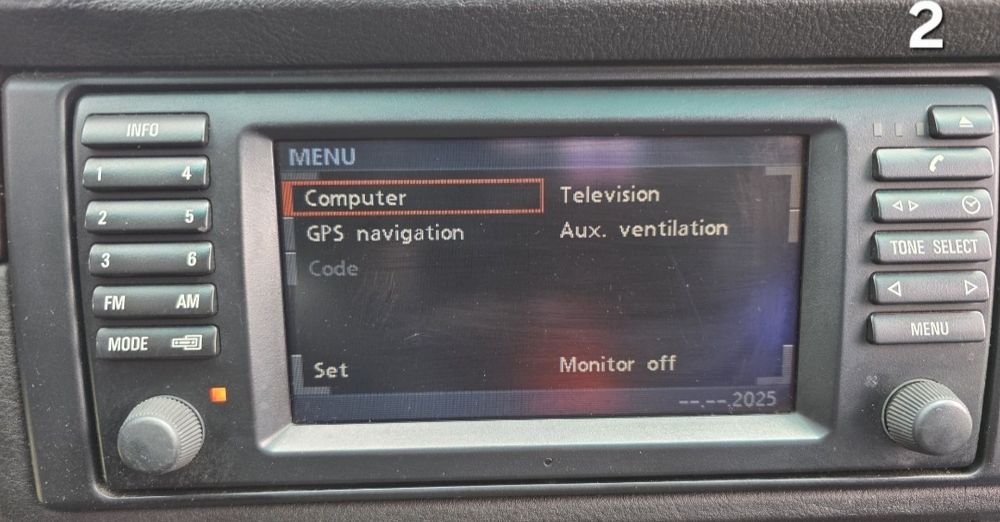 2
INFO
1 4
2 5
3 6
FM AM
MODE
MENU
Computer Television
GPS navigation Aux. ventilation
Code
Set Monitor off
--.--.2025
TONE SELECT
MENU